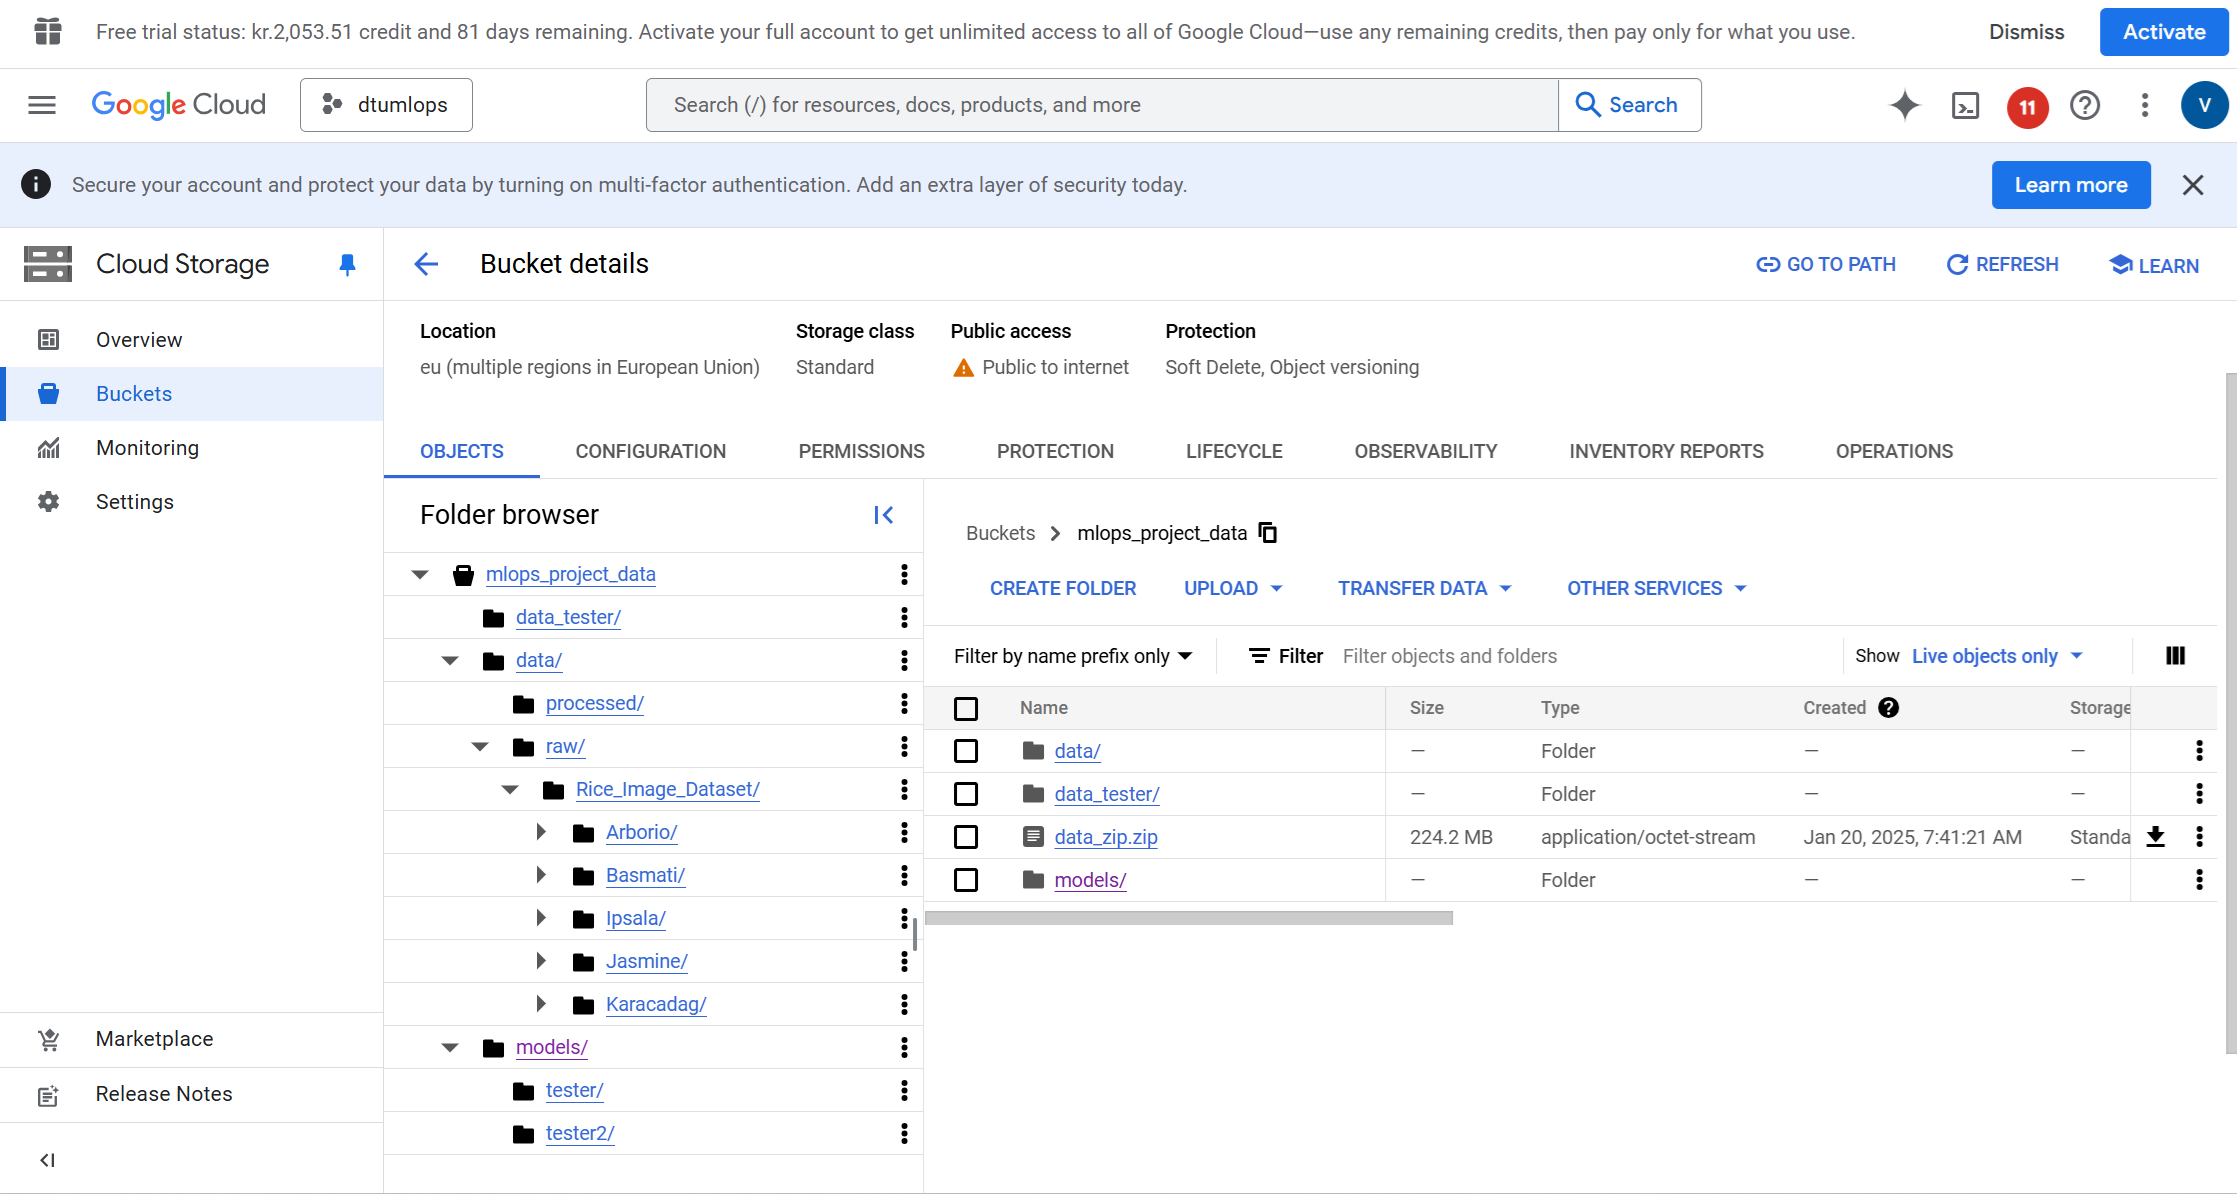 Free trial status: kr.2,053.51 credit and 81 days remaining. Activate your full account to get unlimited access to all of Google Cloud—use any remaining credits, then pay only for what you use.
Dismiss
Activate
Google Cloud
dtumlops
Search (/) for resources, docs, products, and more
Search
11
V
Secure your account and protect your data by turning on multi-factor authentication. Add an extra layer of security today.
Learn more
Cloud Storage
Overview
Buckets
Monitoring
Settings
Marketplace
Release Notes
Bucket details
GO TO PATH
REFRESH
LEARN
Location
eu (multiple regions in European Union)
Storage class
Standard
Public access
Public to internet
Protection
Soft Delete, Object versioning
OBJECTS
CONFIGURATION
PERMISSIONS
PROTECTION
LIFECYCLE
OBSERVABILITY
INVENTORY REPORTS
OPERATIONS
Folder browser
mlops_project_data
data_tester/
data/
processed/
raw/
Rice_Image_Dataset/
Arborio/
Basmati/
Ipsala/
Jasmine/
Karacadag/
models/
tester/
tester2/
Buckets > mlops_project_data
CREATE FOLDER
UPLOAD
TRANSFER DATA
OTHER SERVICES
Filter by name prefix only
Filter
Filter objects and folders
Show
Live objects only
Name Size Type Created Storage
data/ — Folder — —
data_tester/ — Folder — —
data_zip.zip 224.2 MB application/octet-stream Jan 20, 2025, 7:41:21 AM Standa
models/ — Folder — —